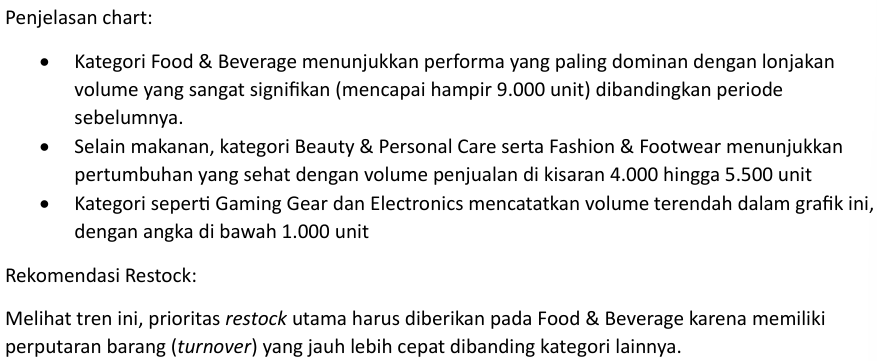 Penjelasan chart:
• Kategori Food & Beverage menunjukkan performa yang paling dominan dengan lonjakan
volume yang sangat signifikan (mencapai hampir 9.000 unit) dibandingkan periode
sebelumnya.
• Selain makanan, kategori Beauty & Personal Care serta Fashion & Footwear menunjukkan
pertumbuhan yang sehat dengan volume penjualan di kisaran 4.000 hingga 5.500 unit
• Kategori seperti Gaming Gear dan Electronics mencatatkan volume terendah dalam grafik ini,
dengan angka di bawah 1.000 unit
Rekomendasi Restock:
Melihat tren ini, prioritas restock utama harus diberikan pada Food & Beverage karena memiliki
perputaran barang (turnover) yang jauh lebih cepat dibanding kategori lainnya.